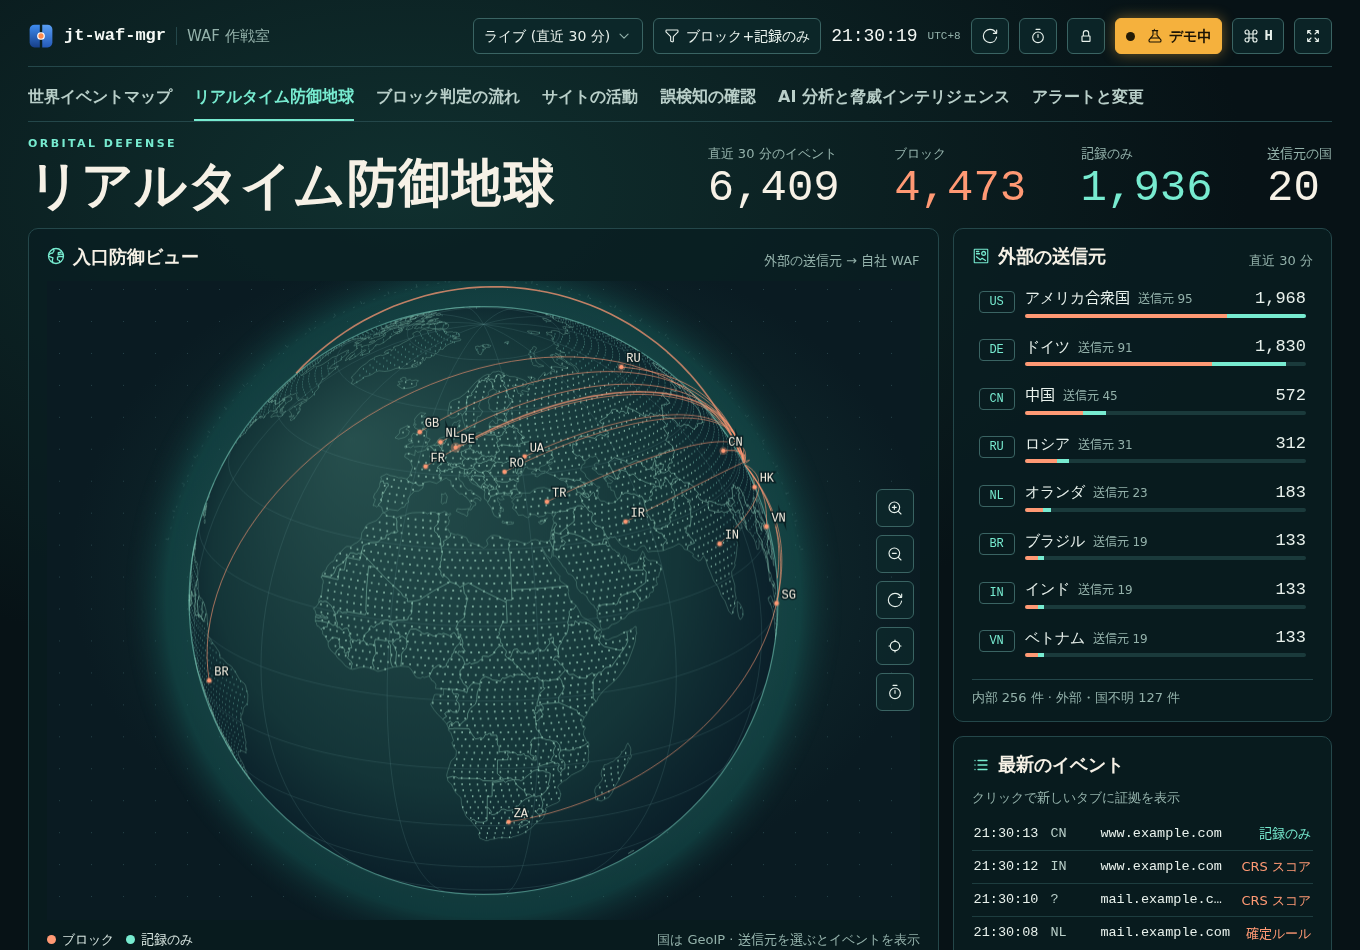 jt-waf-mgr WAF 作戦室 ライブ (直近 30 分) ブロック+記録のみ 21:30:19 UTC+8 デモ中 ⌘ H
世界イベントマップ リアルタイム防御地球 ブロック判定の流れ サイトの活動 誤検知の確認 AI 分析と脅威インテリジェンス アラートと変更
ORBITAL DEFENSE
リアルタイム防御地球
直近 30 分のイベント ブロック 記録のみ 送信元の国
6,409 4,473 1,936 20
入口防御ビュー 外部の送信元 → 自社 WAF
RU
GB
NL
DE
FR
UA
RO
CN
TR
HK
IR
VN
IN
SG
BR
ZA
ブロック 記録のみ 国は GeoIP · 送信元を選ぶとイベントを表示
外部の送信元 直近 30 分
US アメリカ合衆国 送信元 95 1,968
DE ドイツ 送信元 91 1,830
CN 中国 送信元 45 572
RU ロシア 送信元 31 312
NL オランダ 送信元 23 183
BR ブラジル 送信元 19 133
IN インド 送信元 19 133
VN ベトナム 送信元 19 133
内部 256 件 · 外部・国不明 127 件
最新のイベント
クリックで新しいタブに証拠を表示
21:30:13 CN www.example.com 記録のみ
21:30:12 IN www.example.com CRS スコア
21:30:10 ? mail.example.c… CRS スコア
21:30:08 NL mail.example.com 確定ルール